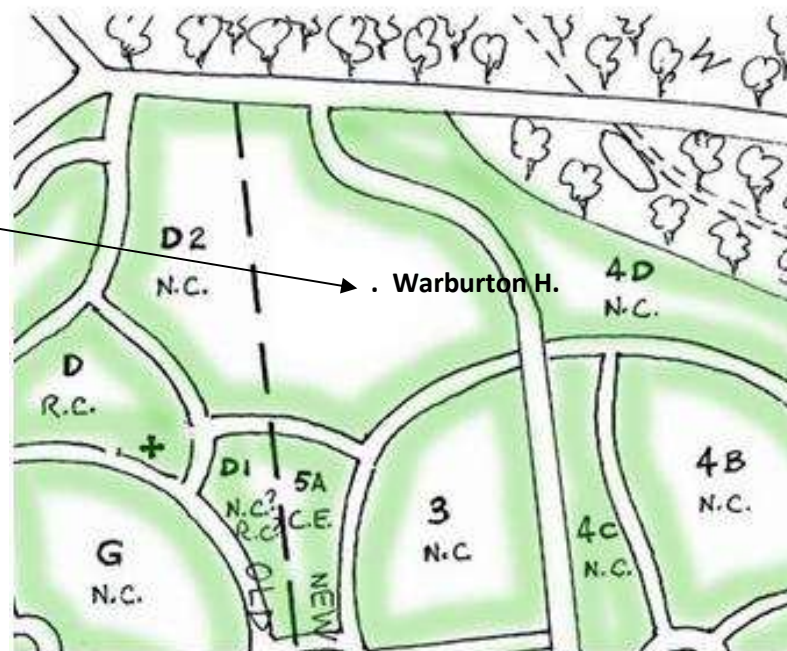 D2
N.C.
. Warburton H.
4D
N.C.
D
R.C.
D1
N.C?
R.C?
5A
C.E.
3
N.C.
4B
N.C.
4C
N.C.
G
N.C.
OLD
NEW